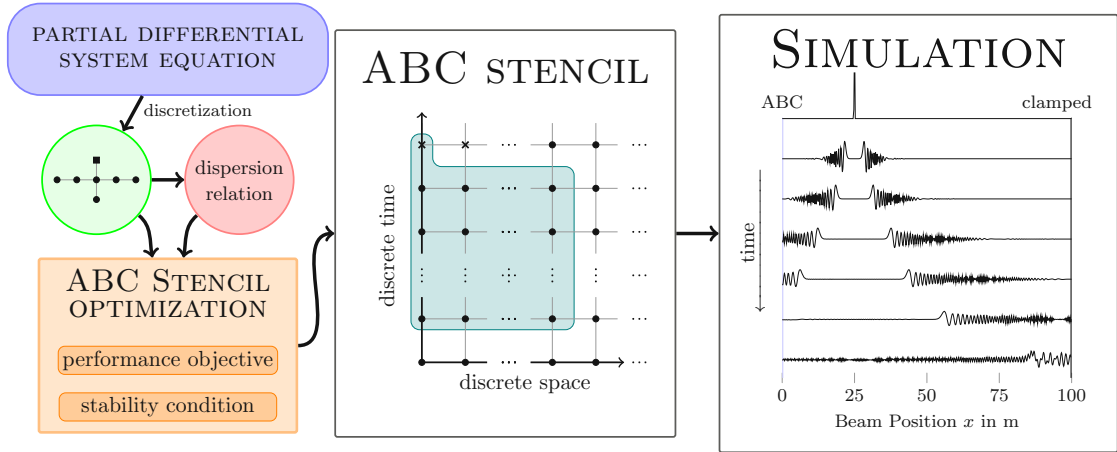 PARTIAL DIFFERENTIAL
SYSTEM EQUATION
discretization
dispersion
relation
ABC STENCIL
OPTIMIZATION
performance objective
stability condition
ABC STENCIL
discrete time
discrete space
SIMULATION
ABC
clamped
time
0
25
50
75
100
Beam Position x in m